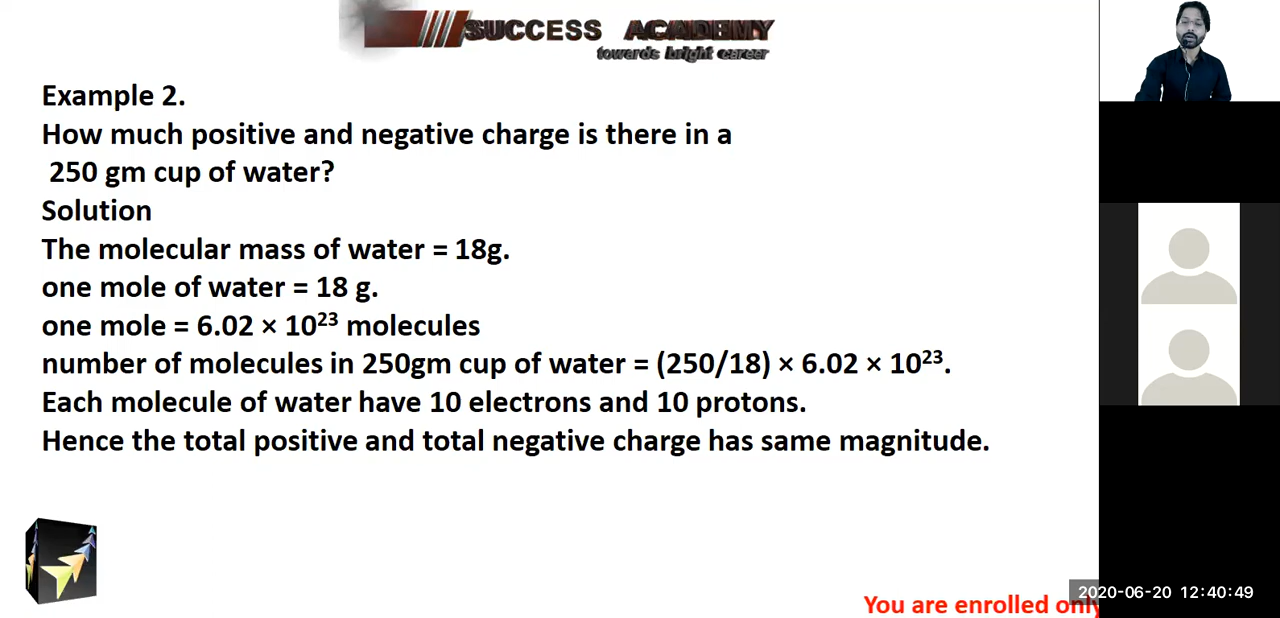 SUCCESS ACADEMY
towards bright career
Example 2.
How much positive and negative charge is there in a
250 gm cup of water?
Solution
The molecular mass of water = 18g.
one mole of water = 18 g.
one mole = 6.02 × 10²³ molecules
number of molecules in 250gm cup of water = (250/18) × 6.02 × 10²³.
Each molecule of water have 10 electrons and 10 protons.
Hence the total positive and total negative charge has same magnitude.
You are enrolled only
2020-06-20 12:40:49